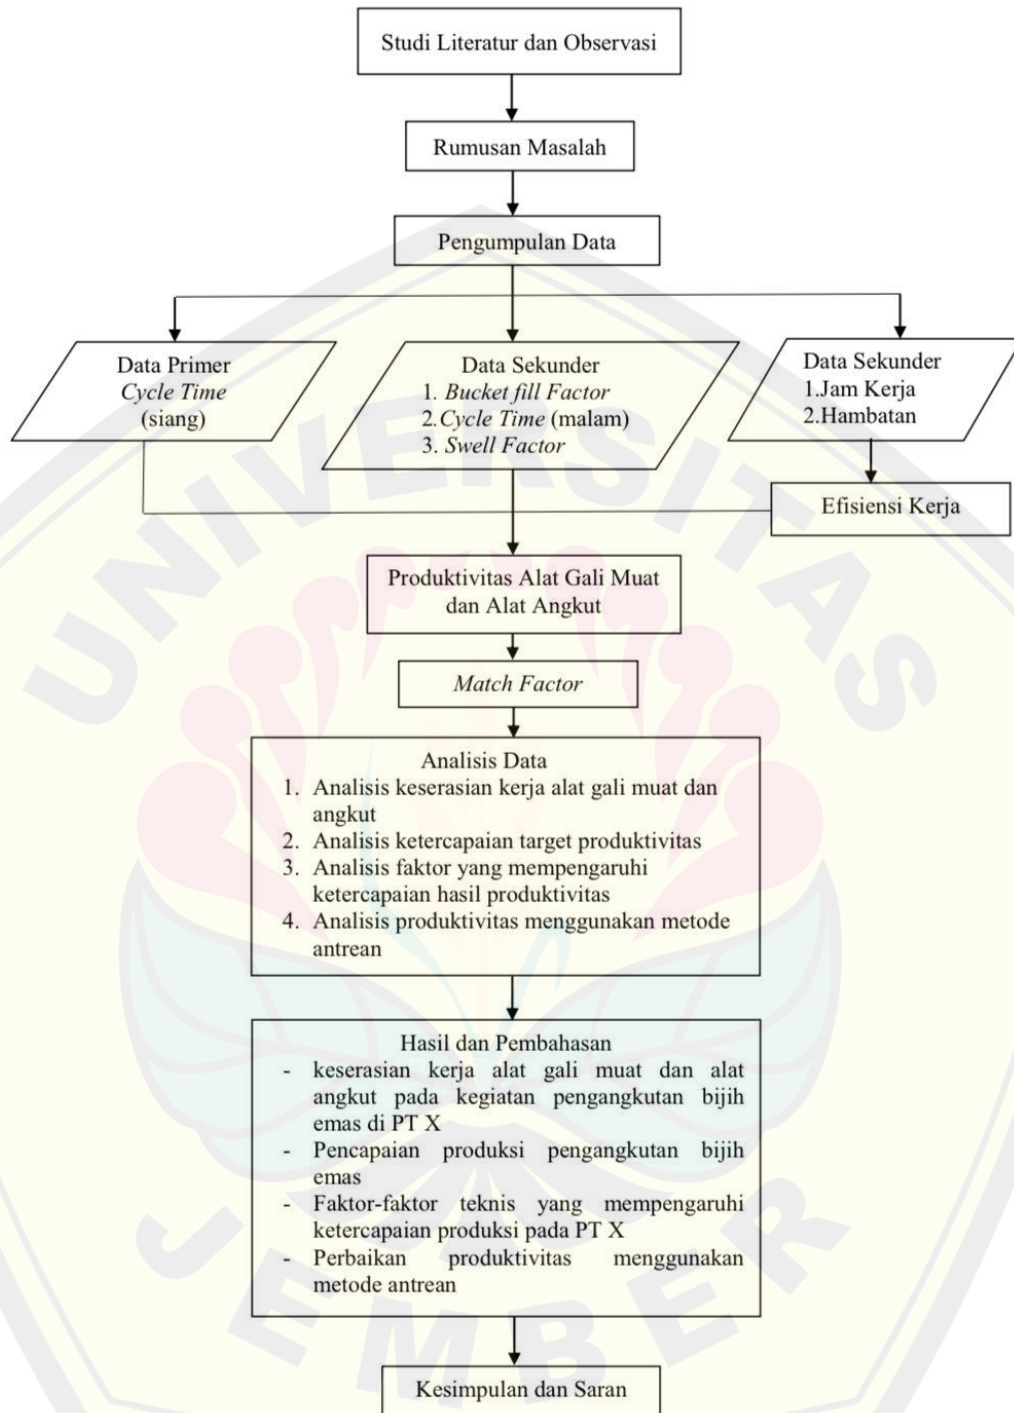 Studi Literatur dan Observasi
Rumusan Masalah
Pengumpulan Data
Data Primer
Cycle Time
(siang)
Data Sekunder
1. Bucket fill Factor
2.Cycle Time (malam)
3. Swell Factor
Data Sekunder
1.Jam Kerja
2.Hambatan
Efisiensi Kerja
Produktivitas Alat Gali Muat
dan Alat Angkut
Match Factor
Analisis Data
1. Analisis keserasian kerja alat gali muat dan
angkut
2. Analisis ketercapaian target produktivitas
3. Analisis faktor yang mempengaruhi
ketercapaian hasil produktivitas
4. Analisis produktivitas menggunakan metode
antrean
Hasil dan Pembahasan
- keserasian kerja alat gali muat dan alat
angkut pada kegiatan pengangkutan bijih
emas di PT X
- Pencapaian produksi pengangkutan bijih
emas
- Faktor-faktor teknis yang mempengaruhi
ketercapaian produksi pada PT X
- Perbaikan produktivitas menggunakan
metode antrean
Kesimpulan dan Saran
UNIVERSITAS
JEMBER